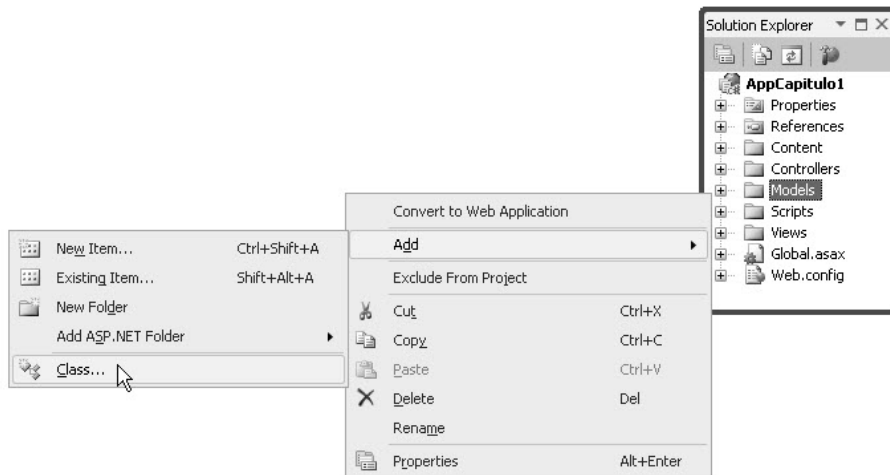 Solution Explorer
AppCapitulo1
Properties
References
Content
Controllers
Models
Scripts
Views
Global.asax
Web.config
Convert to Web Application
Add
Exclude From Project
Cut Ctrl+X
Copy Ctrl+C
Paste Ctrl+V
Delete Del
Rename
Properties Alt+Enter
New Item... Ctrl+Shift+A
Existing Item... Shift+Alt+A
New Folder
Add ASP.NET Folder
Class...